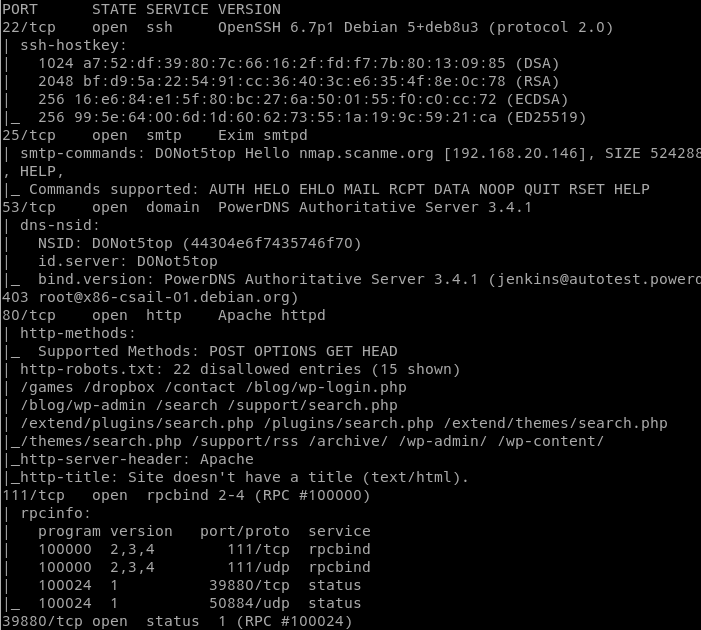 PORT      STATE SERVICE VERSION
22/tcp    open  ssh     OpenSSH 6.7p1 Debian 5+deb8u3 (protocol 2.0)
| ssh-hostkey:
|   1024 a7:52:df:39:80:7c:66:16:2f:fd:f7:7b:80:13:09:85 (DSA)
|   2048 bf:d9:5a:22:54:91:cc:36:40:3c:e6:35:4f:8e:0c:78 (RSA)
|   256 16:e6:84:e1:5f:80:bc:27:6a:50:01:55:f0:c0:cc:72 (ECDSA)
|_  256 99:5e:64:00:6d:1d:60:62:73:55:1a:19:9c:59:21:ca (ED25519)
25/tcp    open  smtp    Exim smtpd
| smtp-commands: DONot5top Hello nmap.scanme.org [192.168.20.146], SIZE 524288
, HELP,
|_ Commands supported: AUTH HELO EHLO MAIL RCPT DATA NOOP QUIT RSET HELP
53/tcp    open  domain  PowerDNS Authoritative Server 3.4.1
| dns-nsid:
|   NSID: DONot5top (44304e6f7435746f70)
|   id.server: DONot5top
|_  bind.version: PowerDNS Authoritative Server 3.4.1 (jenkins@autotest.powerd
403 root@x86-csail-01.debian.org)
80/tcp    open  http    Apache httpd
| http-methods:
|_  Supported Methods: POST OPTIONS GET HEAD
| http-robots.txt: 22 disallowed entries (15 shown)
| /games /dropbox /contact /blog/wp-login.php
| /blog/wp-admin /search /support/search.php
| /extend/plugins/search.php /plugins/search.php /extend/themes/search.php
|_/themes/search.php /support/rss /archive/ /wp-admin/ /wp-content/
|_http-server-header: Apache
|_http-title: Site doesn't have a title (text/html).
111/tcp   open  rpcbind 2-4 (RPC #100000)
| rpcinfo:
|   program version   port/proto  service
|   100000  2,3,4        111/tcp  rpcbind
|   100000  2,3,4        111/udp  rpcbind
|   100024  1          39880/tcp  status
|_  100024  1          50884/udp  status
39880/tcp open  status  1 (RPC #100024)